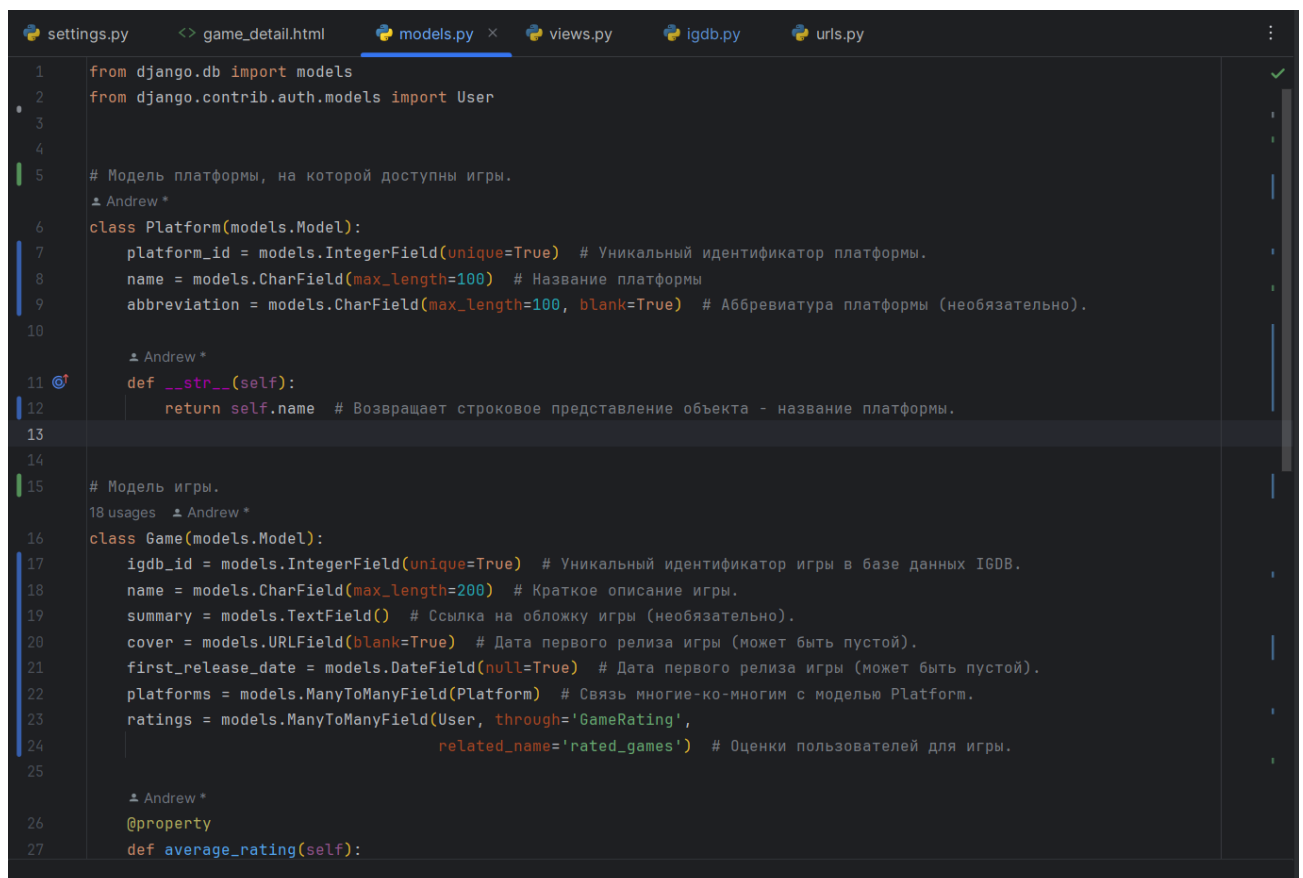 settings.py <> game_detail.html models.py × views.py igdb.py urls.py
1 from django.db import models
2 from django.contrib.auth.models import User
3
4
5 # Модель платформы, на которой доступны игры.
Andrew *
6 class Platform(models.Model):
7 platform_id = models.IntegerField(unique=True)  # Уникальный идентификатор платформы.
8 name = models.CharField(max_length=100)  # Название платформы
9 abbreviation = models.CharField(max_length=100, blank=True)  # Аббревиатура платформы (необязательно).
10
Andrew *
11 def __str__(self):
12 return self.name  # Возвращает строковое представление объекта - название платформы.
13
14
15 # Модель игры.
18 usages Andrew *
16 class Game(models.Model):
17 igdb_id = models.IntegerField(unique=True)  # Уникальный идентификатор игры в базе данных IGDB.
18 name = models.CharField(max_length=200)  # Краткое описание игры.
19 summary = models.TextField()  # Ссылка на обложку игры (необязательно).
20 cover = models.URLField(blank=True)  # Дата первого релиза игры (может быть пустой).
21 first_release_date = models.DateField(null=True)  # Дата первого релиза игры (может быть пустой).
22 platforms = models.ManyToManyField(Platform)  # Связь многие-ко-многим с моделью Platform.
23 ratings = models.ManyToManyField(User, through='GameRating',
24 related_name='rated_games')  # Оценки пользователей для игры.
25
Andrew *
26 @property
27 def average_rating(self):